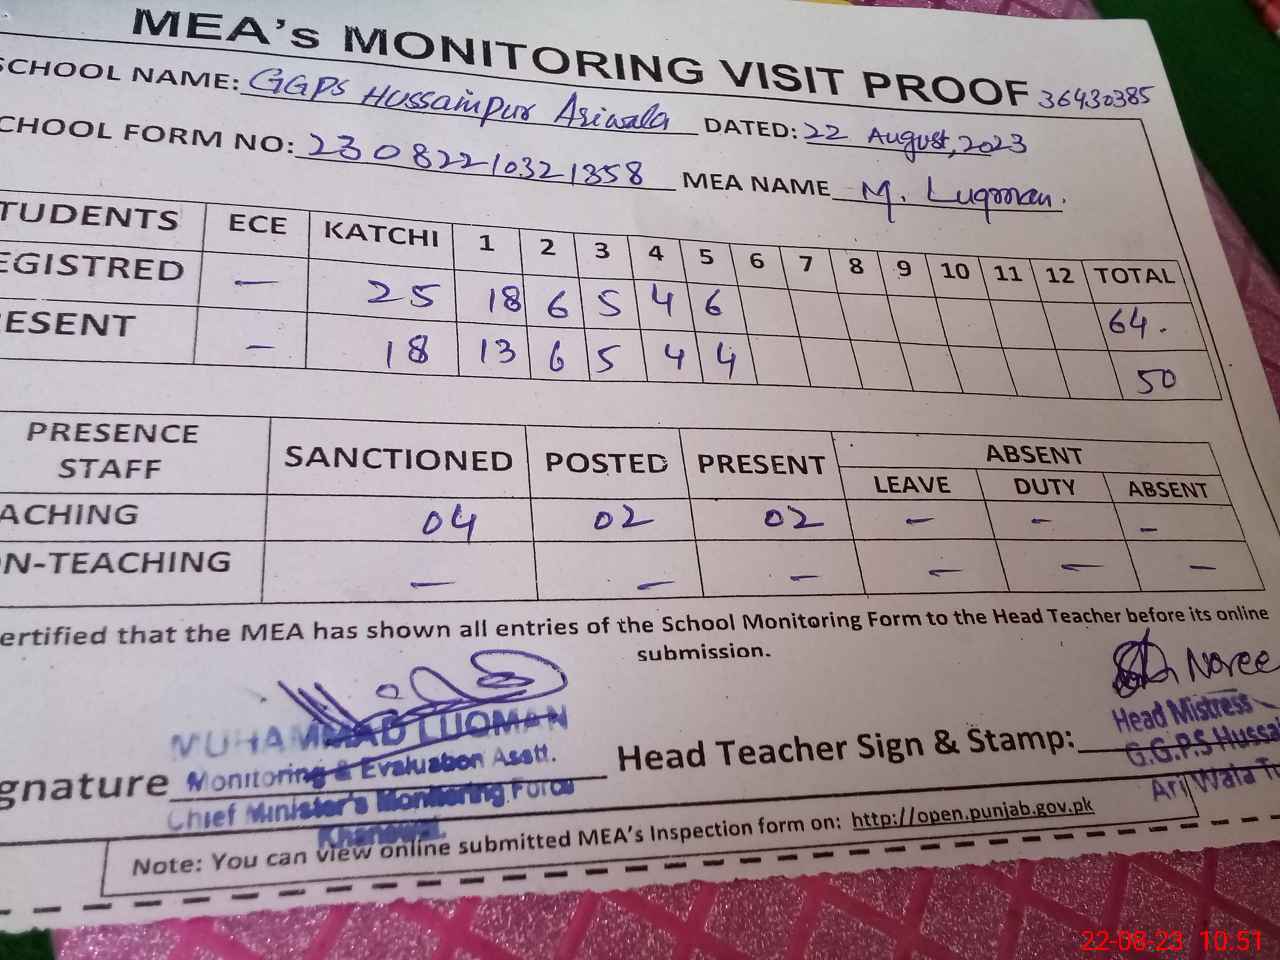 MEA's MONITORING VISIT PROOF 36430385
SCHOOL NAME: GGPS Hussainpur Ariwala DATED: 22 August, 2023
CHOOL FORM NO: 23082210321858 MEA NAME M. Luqman.
TUDENTS ECE KATCHI 1 2 3 4 5 6 7 8 9 10 11 12 TOTAL
EGISTRED — 25 18 6 5 4 6 64.
ESENT — 18 13 6 5 4 4 50
PRESENCE STAFF SANCTIONED POSTED PRESENT ABSENT
LEAVE DUTY ABSENT
ACHING 04 02 02 — — —
N-TEACHING — — — — — —
ertified that the MEA has shown all entries of the School Monitoring Form to the Head Teacher before its online
submission.
gnature
MUHAMMAD LUQMAN
Monitoring & Evaluation Asstt.
Chief Minister's Monitoring Force
Khanewal.
Head Teacher Sign & Stamp:
Noree
Head Mistress
G.G.P.S Hussa
Ari Wala T
Note: You can view online submitted MEA's Inspection form on: http://open.punjab.gov.pk
22-08-23 10:51